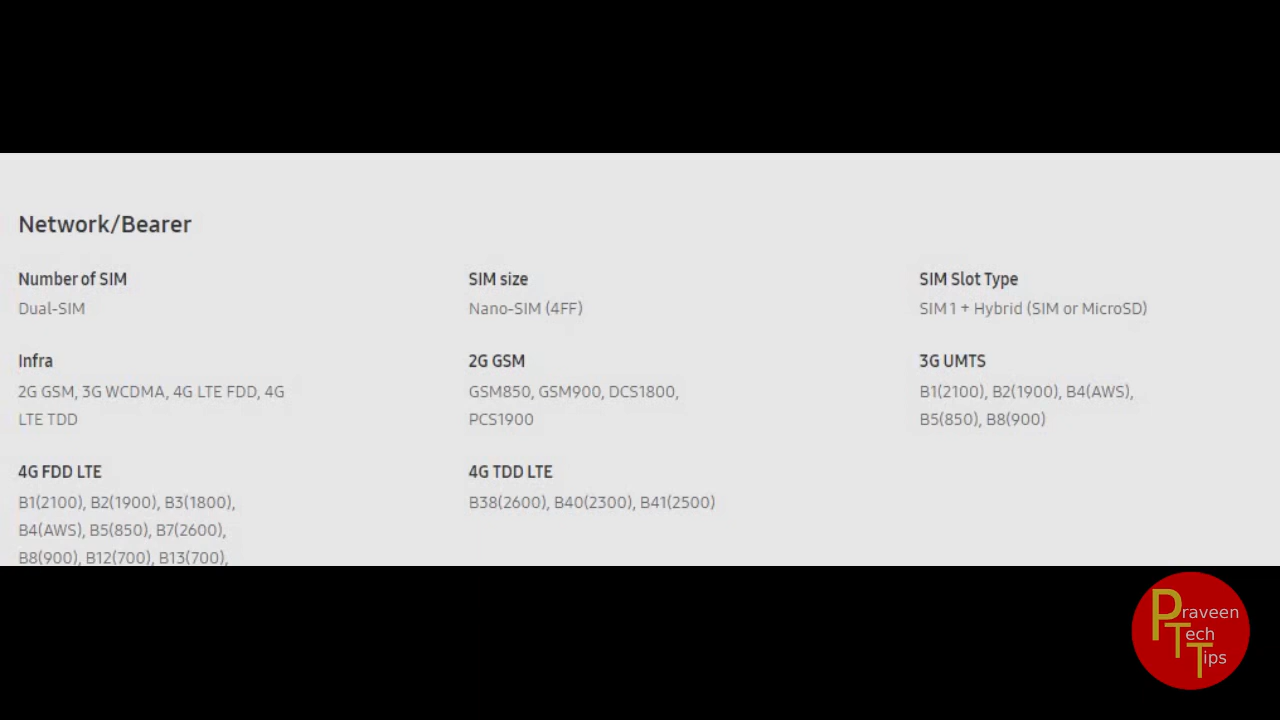 Network/Bearer
Number of SIM
Dual-SIM
SIM size
Nano-SIM (4FF)
SIM Slot Type
SIM 1 + Hybrid (SIM or MicroSD)
Infra
2G GSM, 3G WCDMA, 4G LTE FDD, 4G
LTE TDD
2G GSM
GSM850, GSM900, DCS1800,
PCS1900
3G UMTS
B1(2100), B2(1900), B4(AWS),
B5(850), B8(900)
4G FDD LTE
B1(2100), B2(1900), B3(1800),
B4(AWS), B5(850), B7(2600),
B8(900), B12(700), B13(700),
4G TDD LTE
B38(2600), B40(2300), B41(2500)
Praveen
Tech
Tips